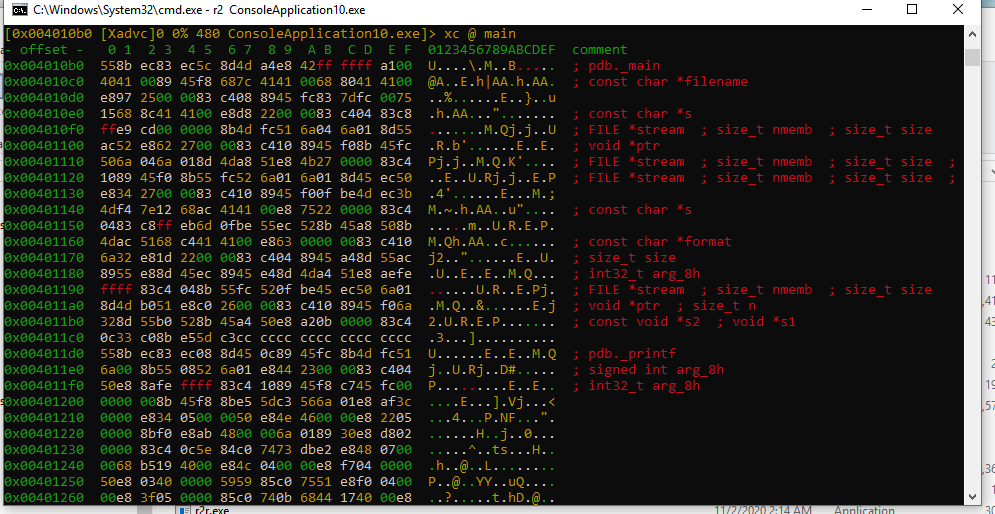 C:\Windows\System32\cmd.exe - r2 ConsoleApplication10.exe
[0x004010b0 [Xadvc]0 0% 480 ConsoleApplication10.exe]> xc @ main
- offset -   0 1  2 3  4 5  6 7  8 9  A B  C D  E F  0123456789ABCDEF  comment
0x004010b0  558b ec83 ec5c 8d4d a4e8 42ff ffff a100  U....\.M..B.....  ; pdb._main
0x004010c0  4041 0089 45f8 687c 4141 0068 8041 4100  @A..E.h|AA.h.AA.  ; const char *filename
0x004010d0  e897 2500 0083 c408 8945 fc83 7dfc 0075  ..%......E..}..u
0x004010e0  1568 8c41 4100 e8d8 2200 0083 c404 83c8  .h.AA...".......  ; const char *s
0x004010f0  ffe9 cd00 0000 8b4d fc51 6a04 6a01 8d55  .......M.Qj.j..U  ; FILE *stream  ; size_t nmemb  ; size_t size
0x00401100  ac52 e862 2700 0083 c410 8945 f08b 45fc  .R.b'......E..E.  ; void *ptr
0x00401110  506a 046a 018d 4da8 51e8 4b27 0000 83c4  Pj.j..M.Q.K'....  ; FILE *stream  ; size_t nmemb  ; size_t size  ;
0x00401120  1089 45f0 8b55 fc52 6a01 6a01 8d45 ec50  ..E..U.Rj.j..E.P  ; FILE *stream  ; size_t nmemb  ; size_t size  ;
0x00401130  e834 2700 0083 c410 8945 f00f be4d ec3b  .4'......E...M.;
0x00401140  4df7 7e12 68ac 4141 00e8 7522 0000 83c4  M.~.h.AA..u"....  ; const char *s
0x00401150  0483 c8ff eb6d 0fbe 55ec 528b 45a8 508b  .....m..U.R.E.P.
0x00401160  4dac 5168 c441 4100 e863 0000 0083 c410  M.Qh.AA..c......  ; const char *format
0x00401170  6a32 e81d 2200 0083 c404 8945 a48d 55ac  j2.."......E..U.  ; size_t size
0x00401180  8955 e88d 45ec 8945 e48d 4da4 51e8 aefe  .U..E..E..M.Q...  ; int32_t arg_8h
0x00401190  ffff 83c4 048b 55fc 520f be45 ec50 6a01  ......U.R..E.Pj.  ; FILE *stream  ; size_t nmemb  ; size_t size
0x004011a0  8d4d b051 e8c0 2600 0083 c410 8945 f06a  .M.Q..&......E.j  ; void *ptr  ; size_t n
0x004011b0  328d 55b0 528b 45a4 50e8 a20b 0000 83c4  2.U.R.E.P.......  ; const void *s2  ; void *s1
0x004011c0  0c33 c08b e55d c3cc cccc cccc cccc cccc  .3...]..........
0x004011d0  558b ec83 ec08 8d45 0c89 45fc 8b4d fc51  U......E..E..M.Q  ; pdb._printf
0x004011e0  6a00 8b55 0852 6a01 e844 2300 0083 c404  j..U.Rj..D#.....  ; signed int arg_8h
0x004011f0  50e8 8afe ffff 83c4 1089 45f8 c745 fc00  P.........E..E..  ; int32_t arg_8h
0x00401200  0000 008b 45f8 8be5 5dc3 566a 01e8 af3c  ....E...].Vj...<
0x00401210  0000 e834 0500 0050 e84e 4600 00e8 2205  ...4...P.NF...".
0x00401220  0000 8bf0 e8ab 4800 006a 0189 30e8 d802  ......H..j..0...
0x00401230  0000 83c4 0c5e 84c0 7473 dbe2 e848 0700  .....^..ts...H..
0x00401240  0068 b519 4000 e84c 0400 00e8 f704 0000  .h..@..L........
0x00401250  50e8 0340 0000 5959 85c0 7551 e8f0 0400  P..@..YY..uQ....
0x00401260  00e8 3f05 0000 85c0 740b 6844 1740 00e8  ..?.....t.hD.@..
r2r.exe  11/2/2020 2:14 AM  Application